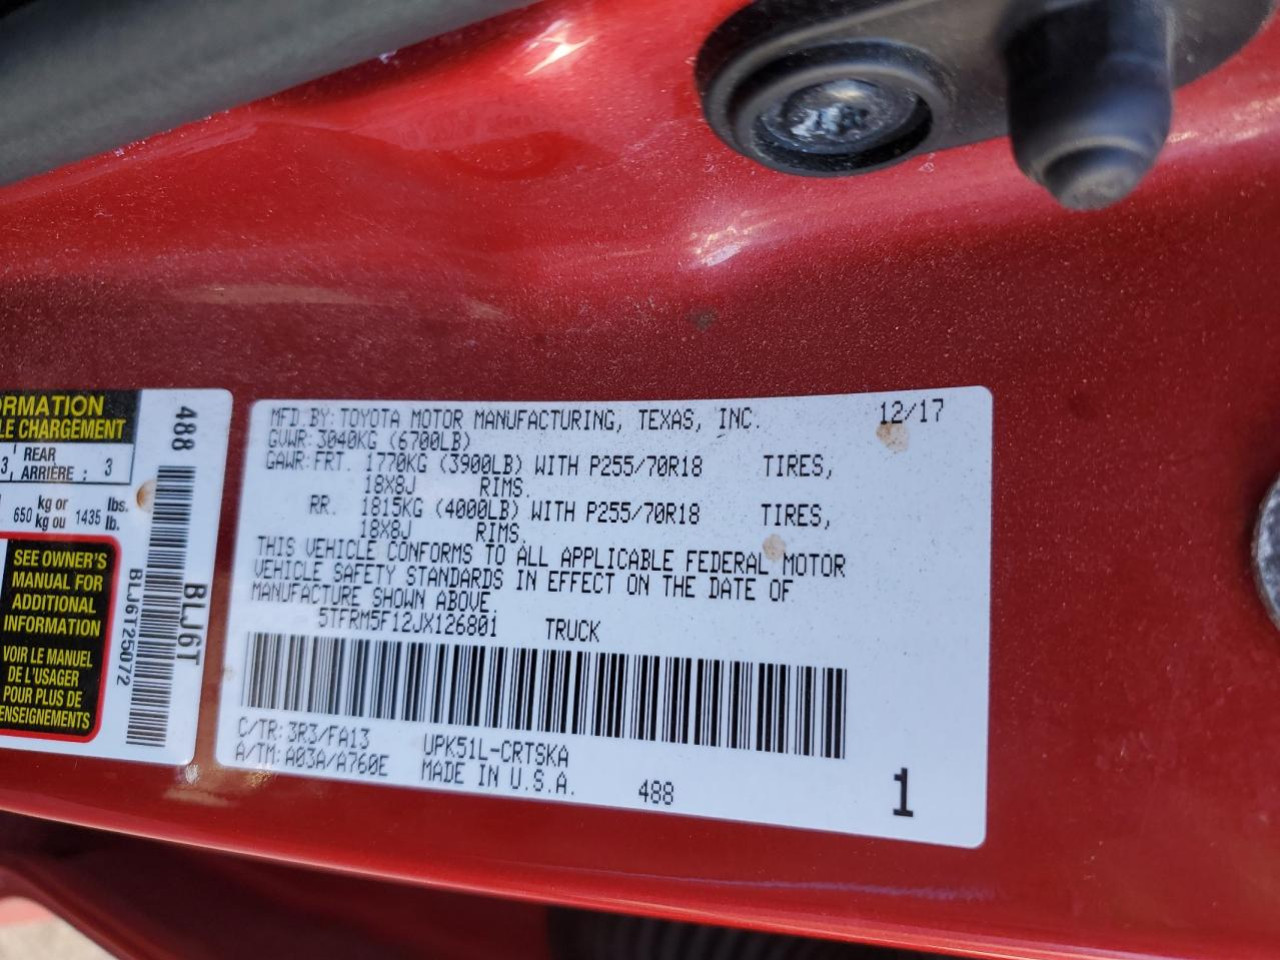 ORMATION
LE CHARGEMENT
3, REAR
ARRIÈRE : 3
650 kg or
kg ou 1435 lbs.
lb.
SEE OWNER'S
MANUAL FOR
ADDITIONAL
INFORMATION
VOIR LE MANUEL
DE L'USAGER
POUR PLUS DE
ENSEIGNEMENTS
488
BLJ6T
BLJ6T25072
MFD.BY: TOYOTA MOTOR MANUFACTURING, TEXAS, INC. 12/17
GVWR: 3040KG (6700LB)
GAWR: FRT. 1770KG (3900LB) WITH P255/70R18 TIRES,
18X8J RIMS.
RR. 1815KG (4000LB) WITH P255/70R18 TIRES,
18X8J RIMS.
THIS VEHICLE CONFORMS TO ALL APPLICABLE FEDERAL MOTOR
VEHICLE SAFETY STANDARDS IN EFFECT ON THE DATE OF
MANUFACTURE SHOWN ABOVE.
5TFRM5F12JX126801 TRUCK
C/TR: 3R3/FA13 UPK51L-CRTSKA
A/TM: A03A/A760E MADE IN U.S.A. 488 1